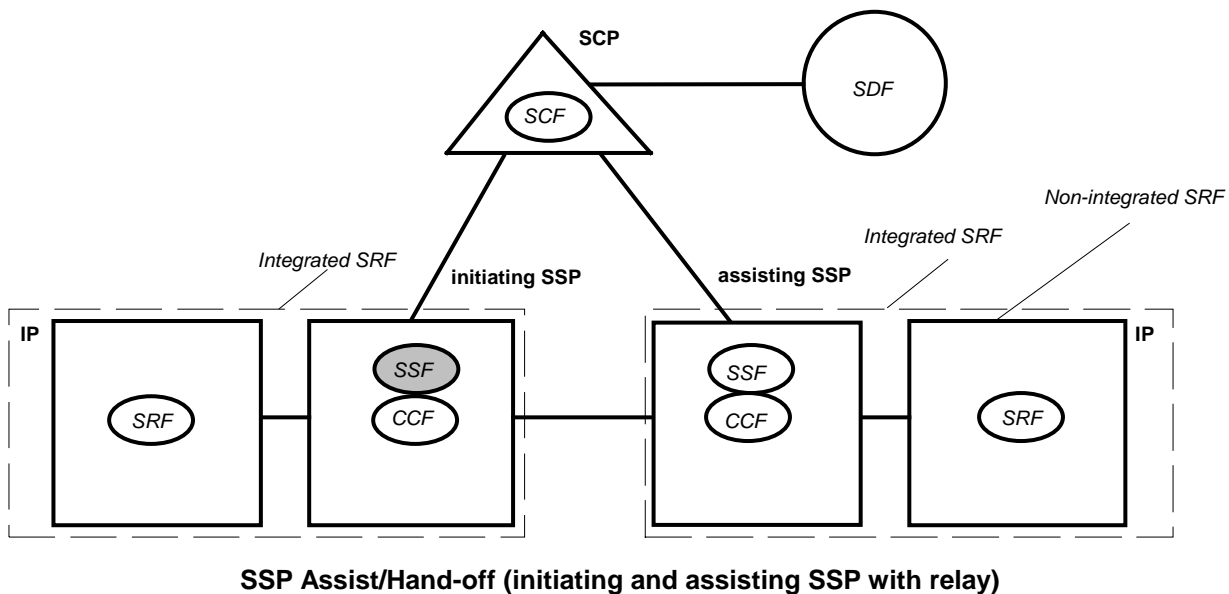 SCP
SCF
SDF
Non-integrated SRF
Integrated SRF
Integrated SRF
initiating SSP
assisting SSP
IP
IP
SSF
SSF
SRF
CCF
CCF
SRF
SSP Assist/Hand-off (initiating and assisting SSP with relay)